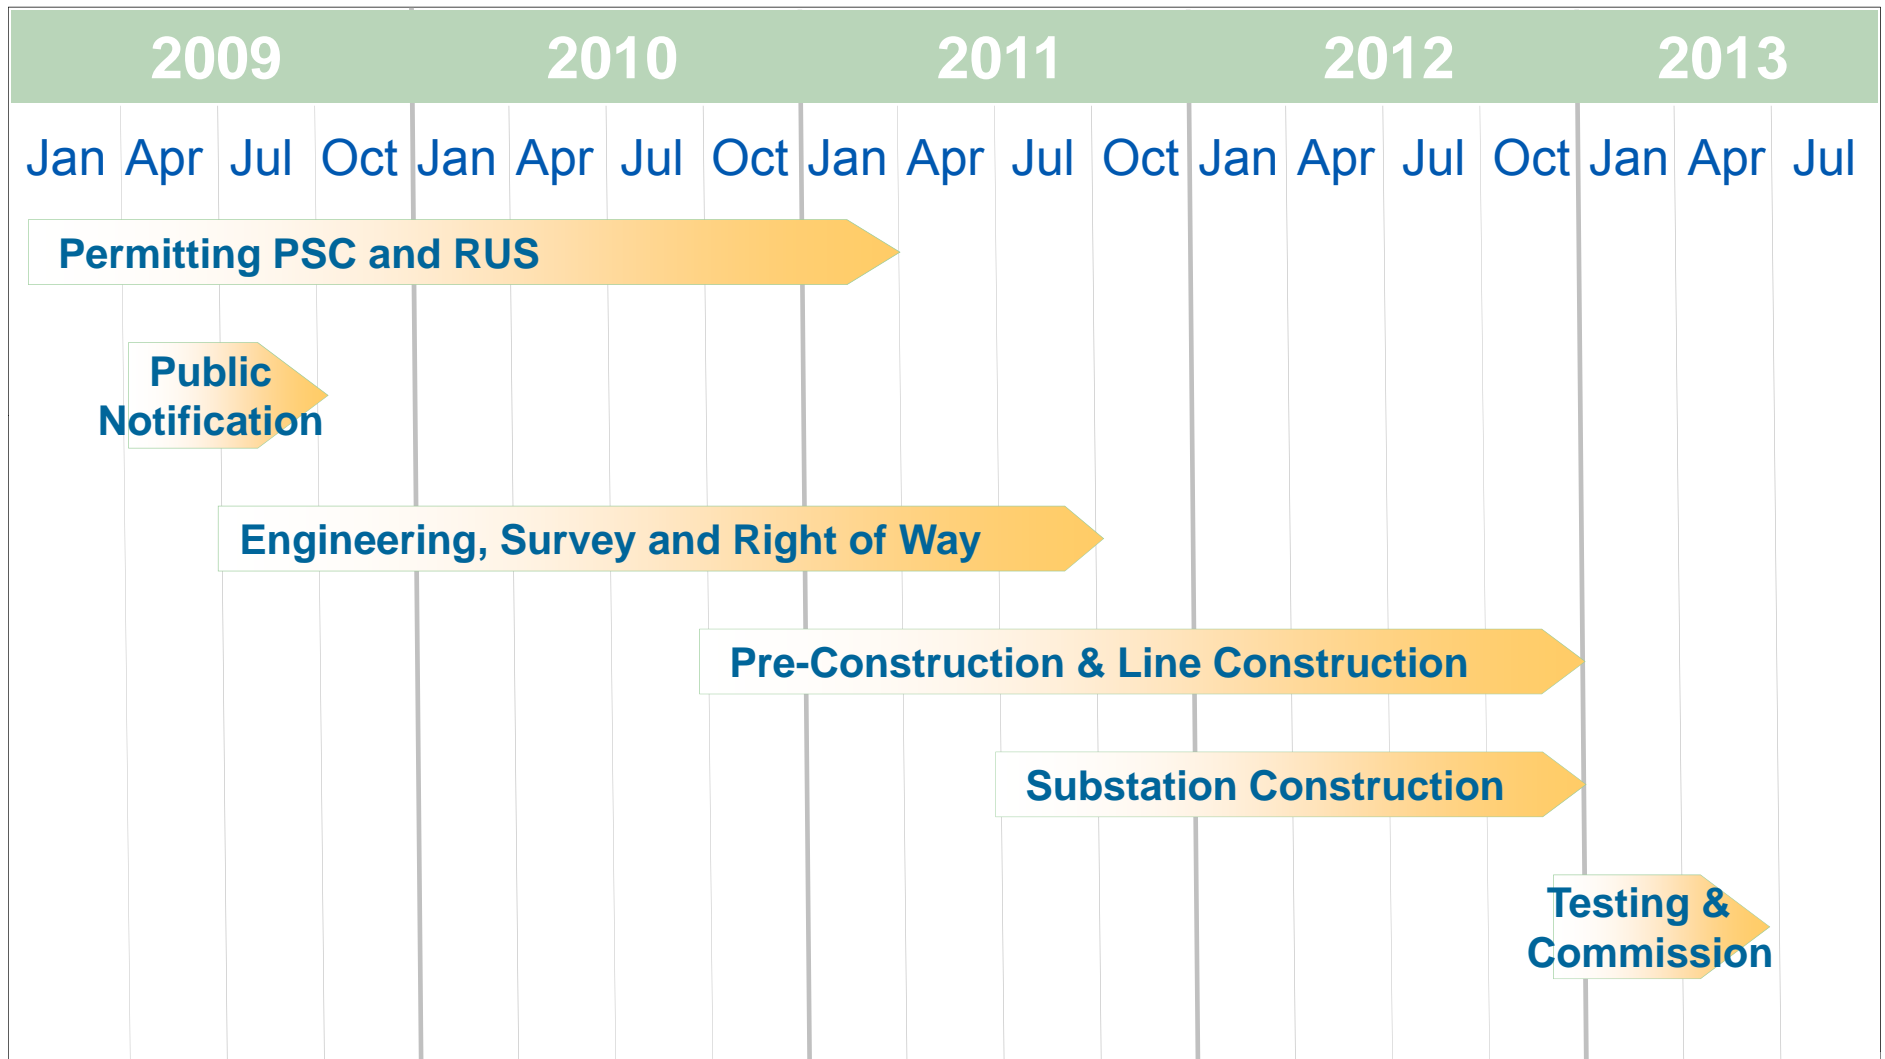 2009 2010 2011 2012 2013
Jan Apr Jul Oct Jan Apr Jul Oct Jan Apr Jul Oct Jan Apr Jul Oct Jan Apr Jul
Permitting PSC and RUS
Public
Notification
Engineering, Survey and Right of Way
Pre-Construction & Line Construction
Substation Construction
Testing &
Commission